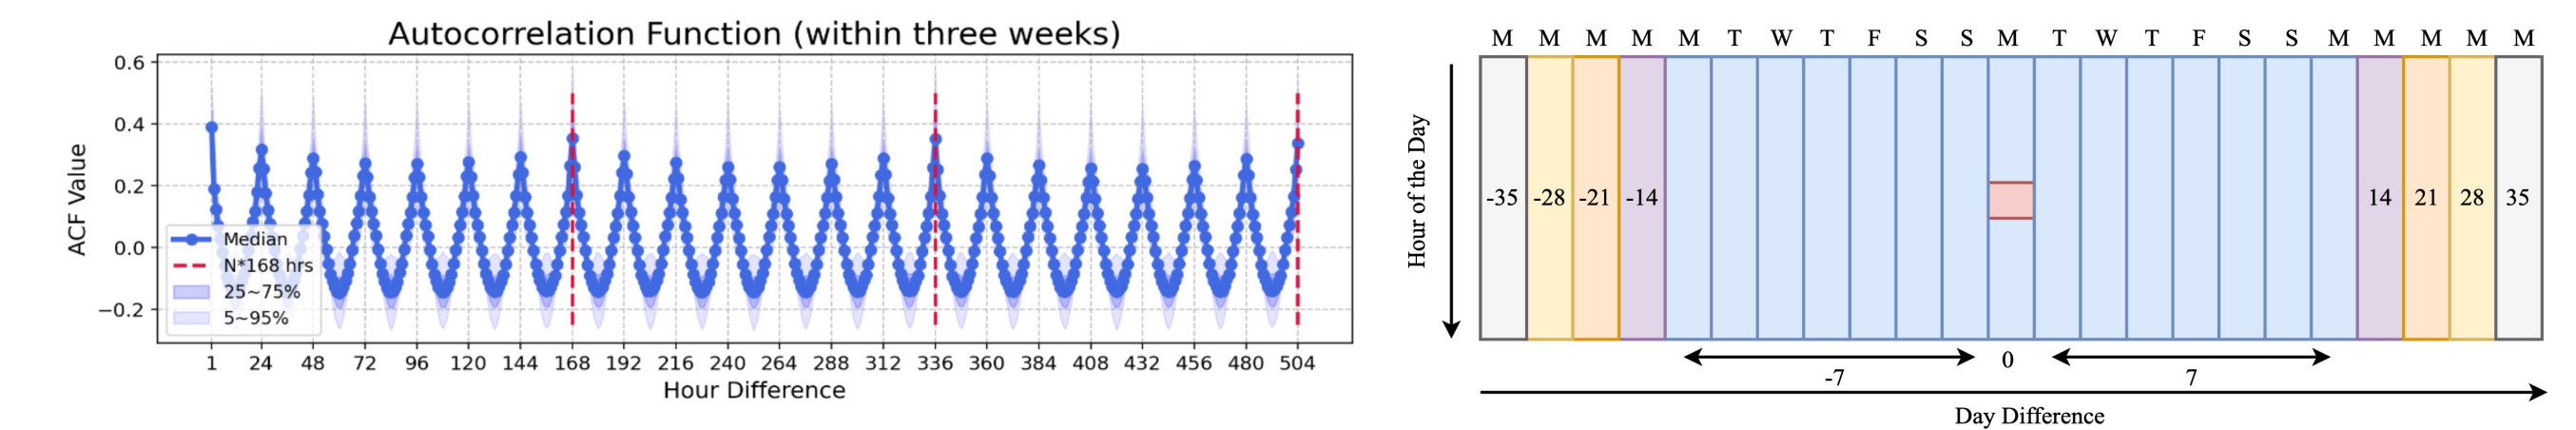 Autocorrelation Function (within three weeks)
0.6
0.4
0.2
0.0
−0.2
ACF Value
Median
N*168 hrs
25~75%
5~95%
1 24 48 72 96 120 144 168 192 216 240 264 288 312 336 360 384 408 432 456 480 504
Hour Difference
M M M M M T W T F S S M T W T F S S M M M M M
Hour of the Day
-35 -28 -21 -14 14 21 28 35
0
-7 7
Day Difference